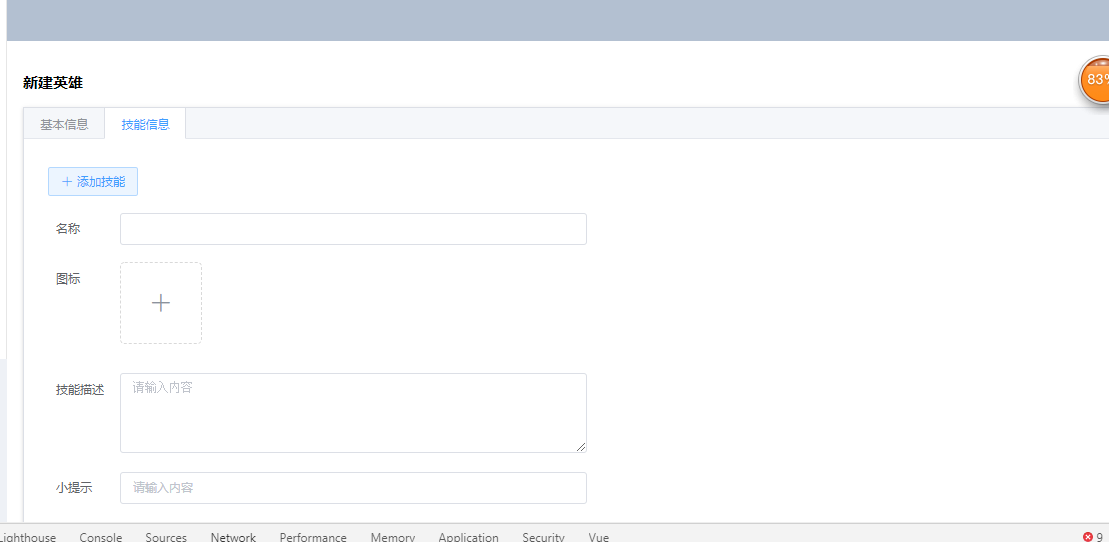 新建英雄
83%
基本信息 技能信息
+ 添加技能
名称
图标
技能描述 请输入内容
小提示 请输入内容
Lighthouse Console Sources Network Performance Memory Application Security Vue 9